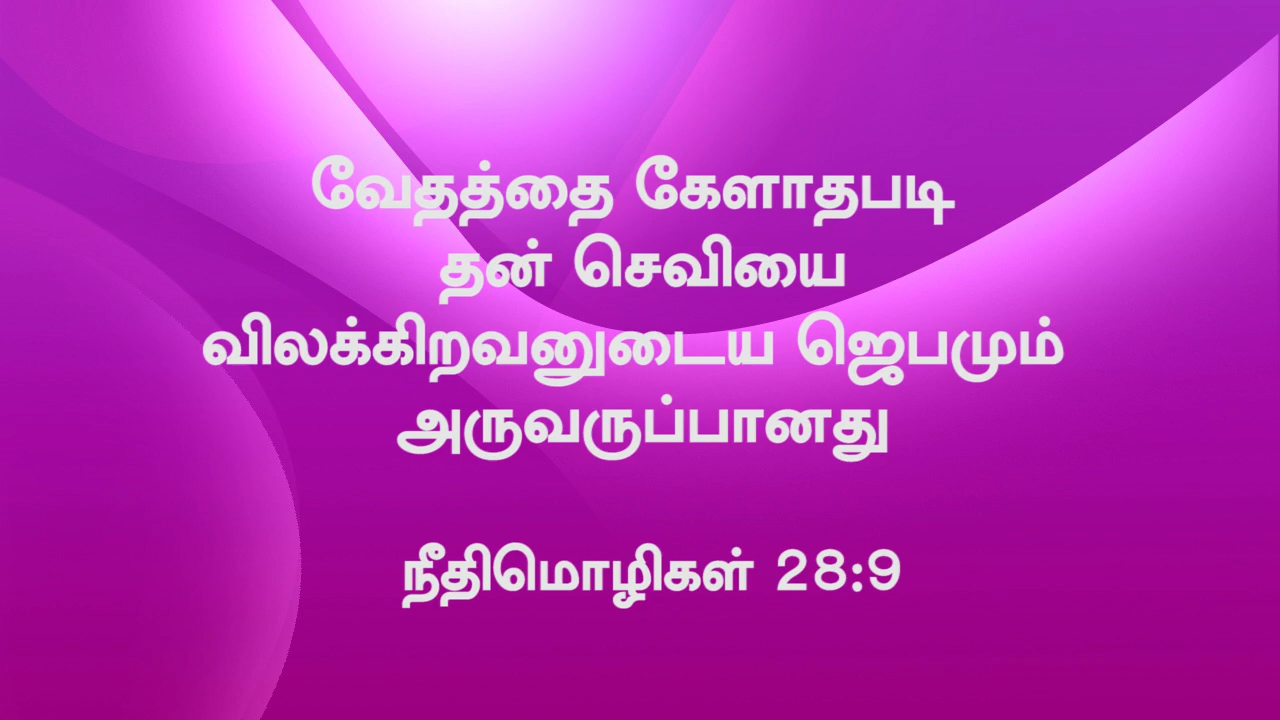 வேதத்தை கேளாதபடி
தன் செவியை
விலக்கிறவனுடைய ஜெபமும்
அருவருப்பானது
நீதிமொழிகள் 28:9